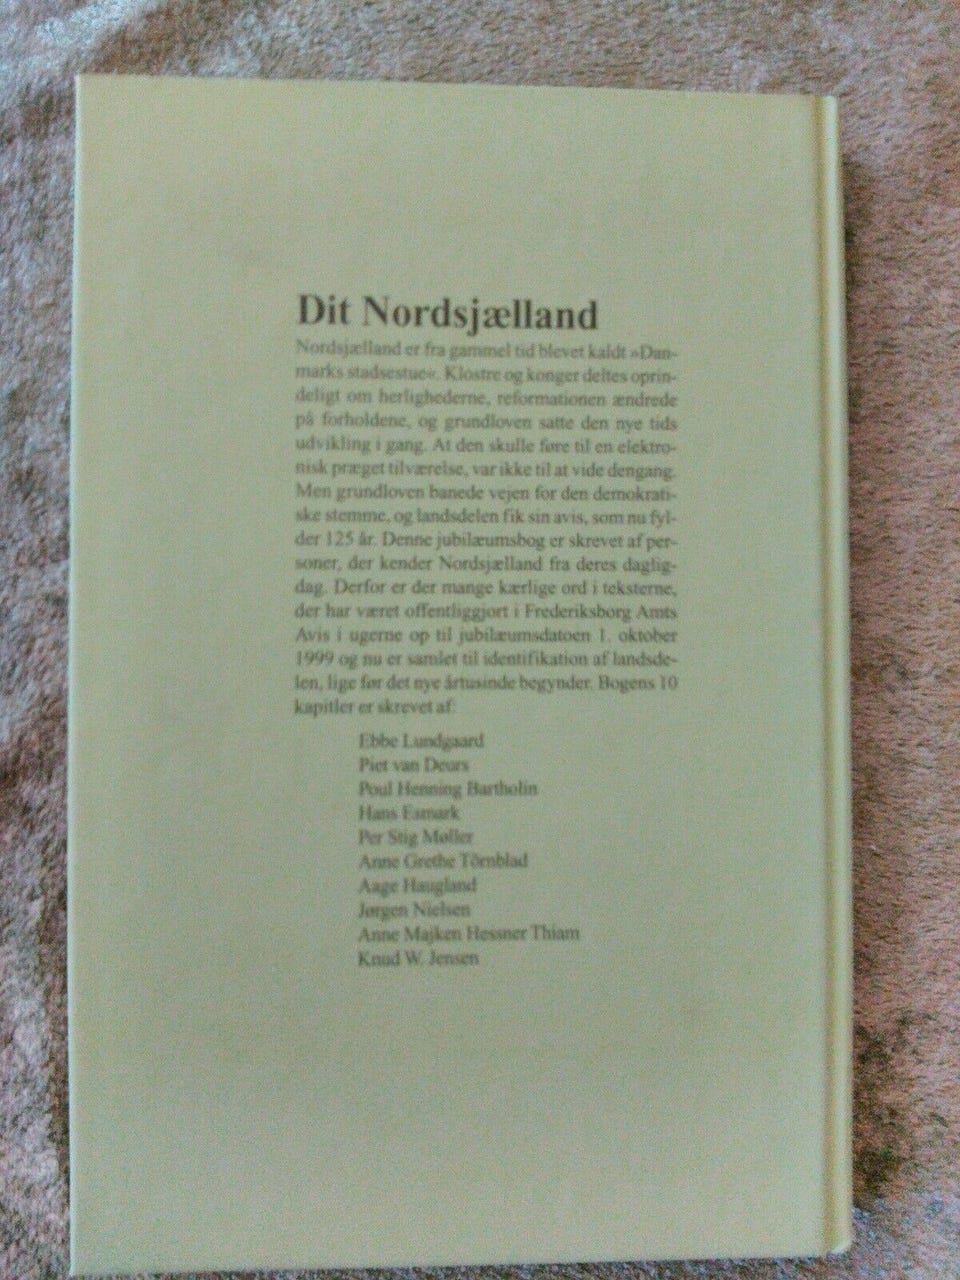 Dit Nordsjælland
Nordsjælland er fra gammel tid blevet kaldt »Dan-
marks stadsestue«. Klostre og konger deltes oprin-
deligt om herlighederne, reformationen ændrede
på forholdene, og grundloven satte den nye tids
udvikling i gang. At den skulle føre til en elektro-
nisk præget tilværelse, var ikke til at vide dengang.
Men grundloven banede vejen for den demokrati-
ske stemme, og landsdelen fik sin avis, som nu fyl-
der 125 år. Denne jubilæumsbog er skrevet af per-
soner, der kender Nordsjælland fra deres daglig-
dag. Derfor er der mange kærlige ord i teksterne,
der har været offentliggjort i Frederiksborg Amts
Avis i ugerne op til jubilæumsdatoen 1. oktober
1999 og nu er samlet til identifikation af landsde-
len, lige før det nye årtusinde begynder. Bogens 10
kapitler er skrevet af:
Ebbe Lundgaard
Piet van Deurs
Poul Henning Bartholin
Hans Esmark
Per Stig Møller
Anne Grethe Törnblad
Aage Haugland
Jørgen Nielsen
Anne Majken Hessner Thiam
Knud W. Jensen